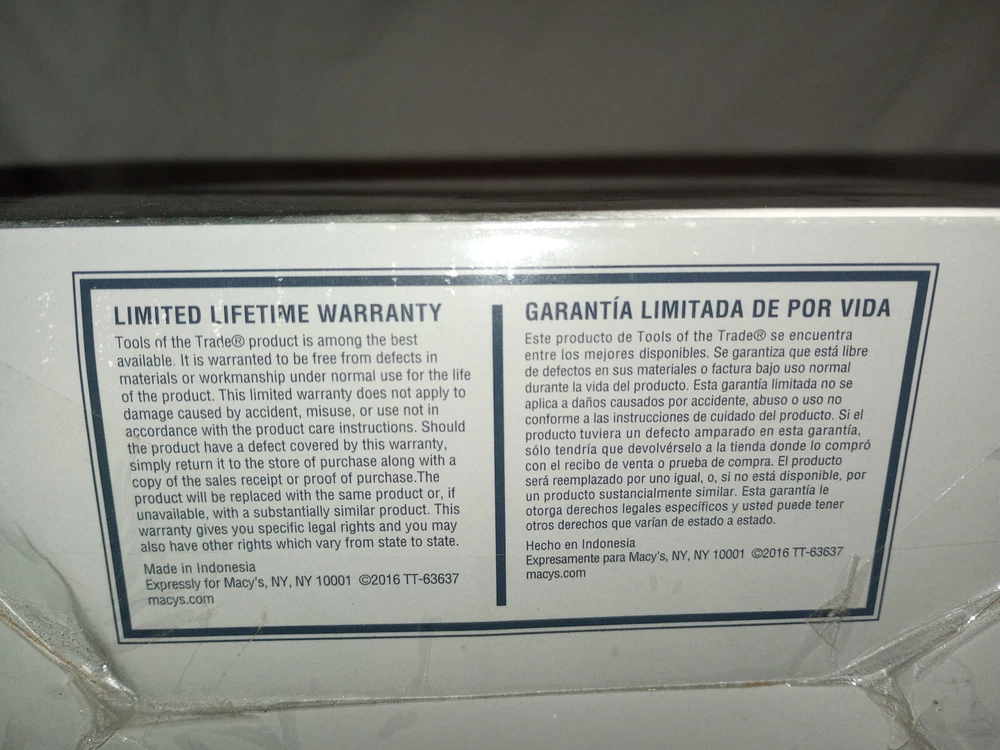 LIMITED LIFETIME WARRANTY
Tools of the Trade® product is among the best
available. It is warranted to be free from defects in
materials or workmanship under normal use for the life
of the product. This limited warranty does not apply to
damage caused by accident, misuse, or use not in
accordance with the product care instructions. Should
the product have a defect covered by this warranty,
simply return it to the store of purchase along with a
copy of the sales receipt or proof of purchase.The
product will be replaced with the same product or, if
unavailable, with a substantially similar product. This
warranty gives you specific legal rights and you may
also have other rights which vary from state to state.
Made in Indonesia
Expressly for Macy's, NY, NY 10001 ©2016 TT-63637
macys.com
GARANTÍA LIMITADA DE POR VIDA
Este producto de Tools of the Trade® se encuentra
entre los mejores disponibles. Se garantiza que está libre
de defectos en sus materiales o factura bajo uso normal
durante la vida del producto. Esta garantía limitada no se
aplica a daños causados por accidente, abuso o uso no
conforme a las instrucciones de cuidado del producto. Si el
producto tuviera un defecto amparado en esta garantía,
sólo tendría que devolvérselo a la tienda donde lo compró
con el recibo de venta o prueba de compra. El producto
será reemplazado por uno igual, o, si no está disponible, por
un producto sustancialmente similar. Esta garantía le
otorga derechos legales específicos y usted puede tener
otros derechos que varían de estado a estado.
Hecho en Indonesia
Expresamente para Macy's, NY, NY 10001 ©2016 TT-63637
macys.com